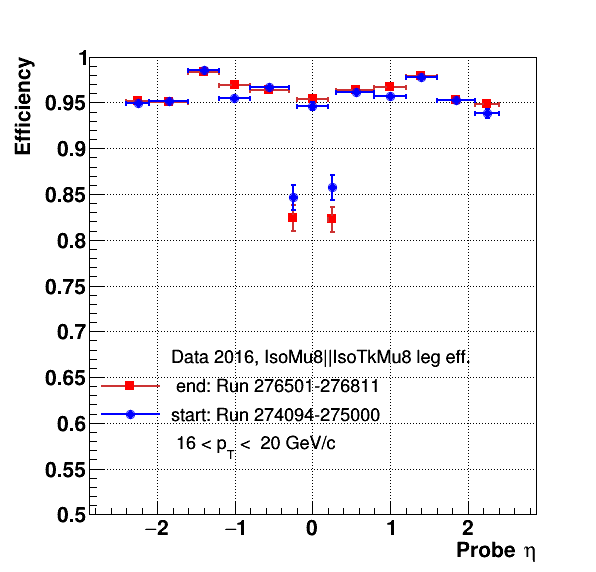 Efficiency
1
0.95
0.9
0.85
0.8
0.75
0.7
0.65
0.6
0.55
0.5
Data 2016, IsoMu8||IsoTkMu8 leg eff.
end: Run 276501-276811
start: Run 274094-275000
16 < p_T < 20 GeV/c
−2 −1 0 1 2
Probe η